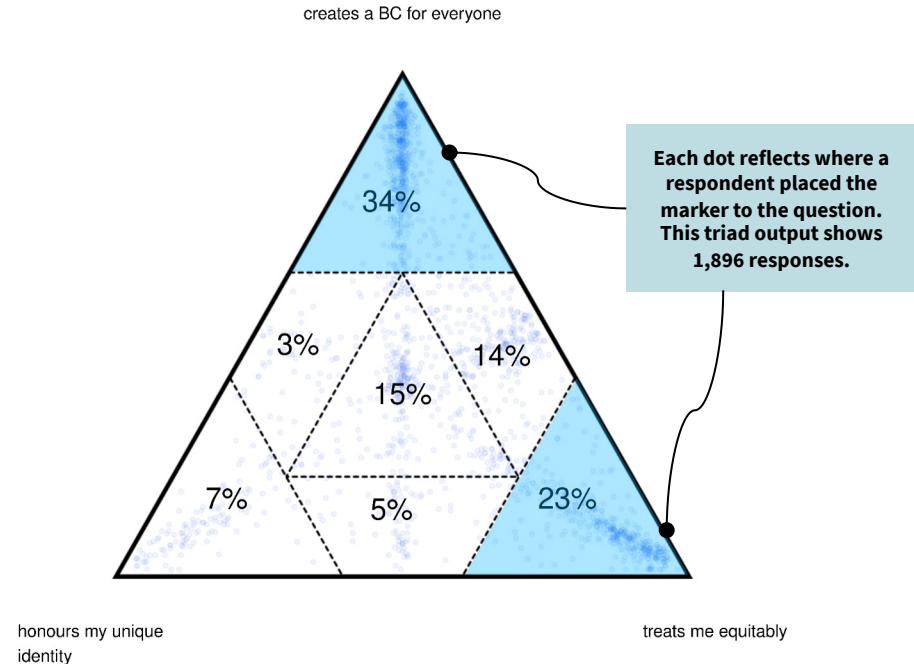 creates a BC for everyone
Each dot reflects where a
respondent placed the
marker to the question.
This triad output shows
1,896 responses.
34%
3%
14%
15%
7%
5%
23%
honours my unique
identity
treats me equitably